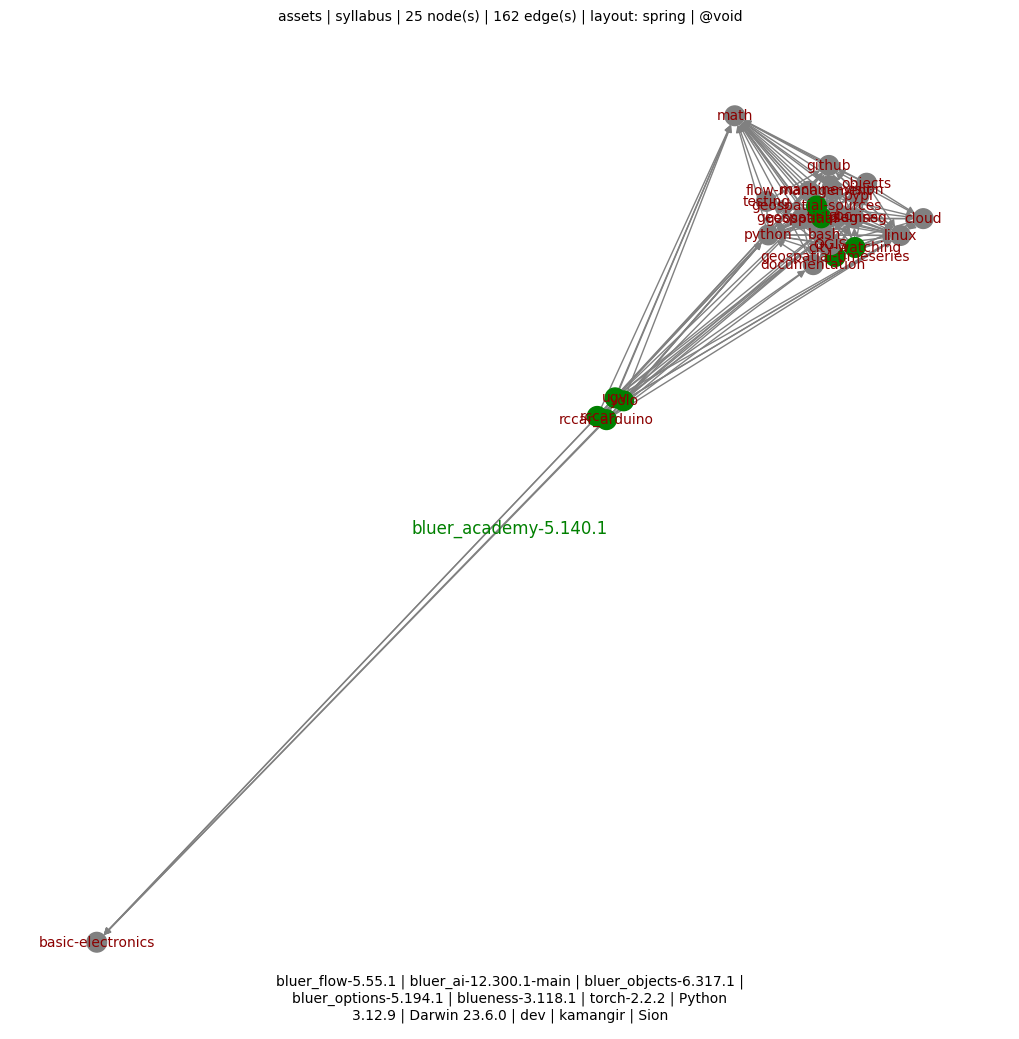 assets | syllabus | 25 node(s) | 162 edge(s) | layout: spring | @void
math
github
objects
flow-management
pypi
testing
geospatial-sources
cloud
python
bash
linux
QGIS
geospatial-timeseries
documentation
ugv
yolo
rccar-arduino
bluer_academy-5.140.1
basic-electronics
bluer_flow-5.55.1 | bluer_ai-12.300.1-main | bluer_objects-6.317.1 |
bluer_options-5.194.1 | blueness-3.118.1 | torch-2.2.2 | Python
3.12.9 | Darwin 23.6.0 | dev | kamangir | Sion